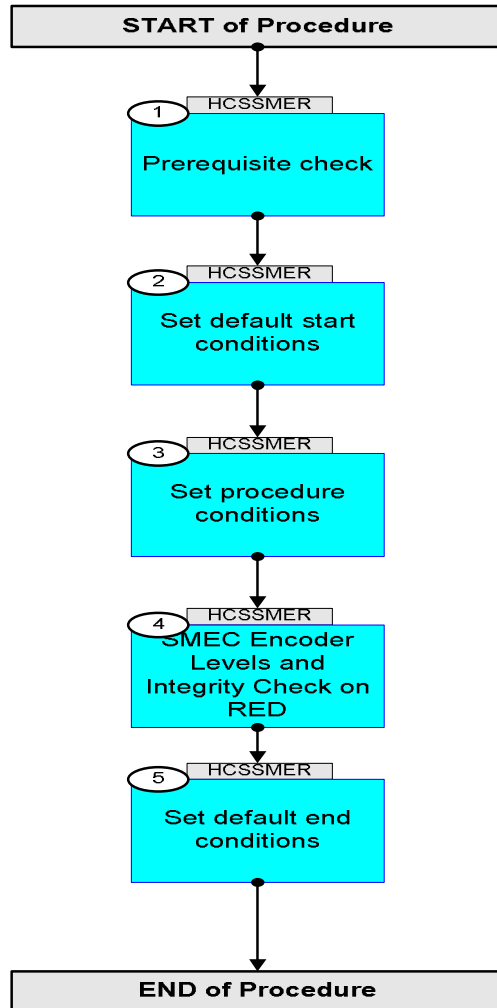 START of Procedure
HCSSMER
1
Prerequisite check
HCSSMER
2
Set default start
conditions
HCSSMER
3
Set procedure
conditions
HCSSMER
4
SMEC Encoder
Levels and
Integrity Check on
RED
HCSSMER
5
Set default end
conditions
END of Procedure